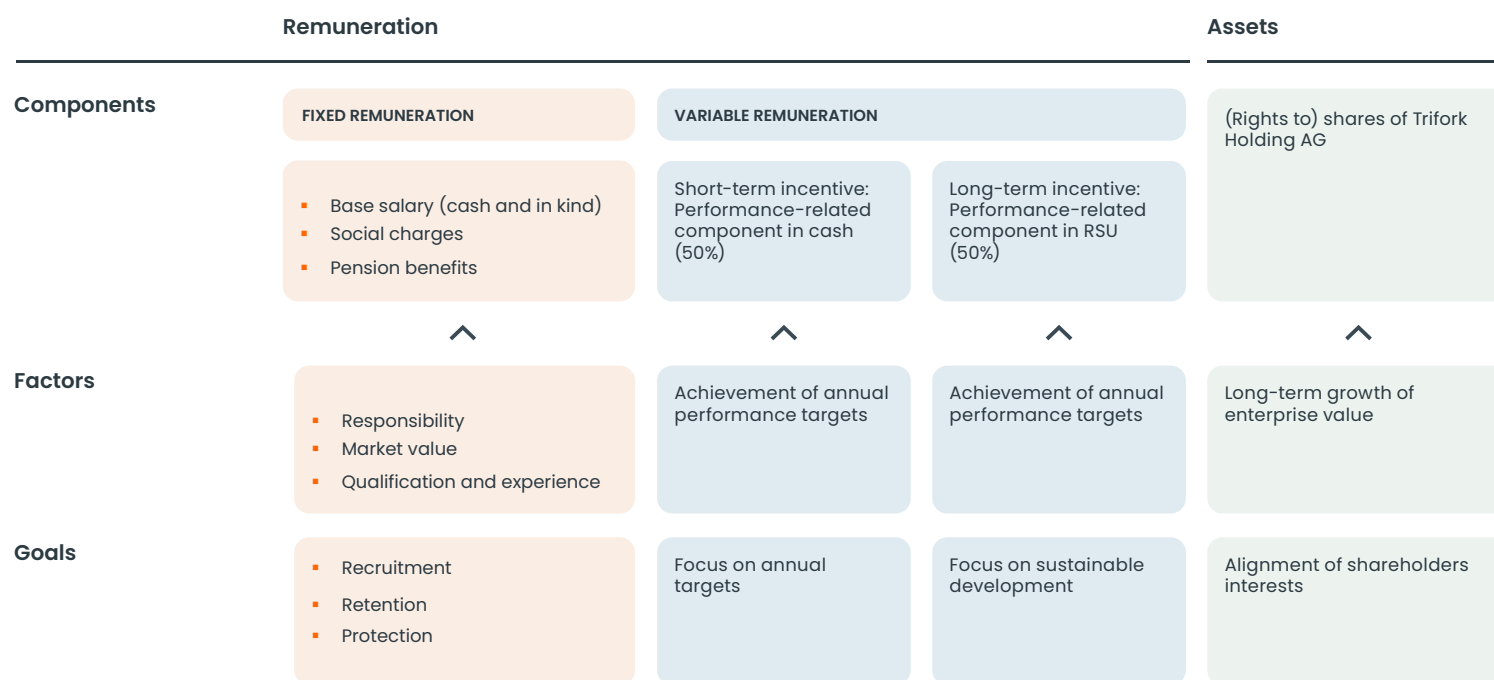 Remuneration
Assets
Components
FIXED REMUNERATION
VARIABLE REMUNERATION
(Rights to) shares of Trifork
Holding AG
▪ Base salary (cash and in kind)
▪ Social charges
▪ Pension benefits
Short-term incentive:
Performance-related
component in cash
(50%)
Long-term incentive:
Performance-related
component in RSU
(50%)
Factors
▪ Responsibility
▪ Market value
▪ Qualification and experience
Achievement of annual
performance targets
Achievement of annual
performance targets
Long-term growth of
enterprise value
Goals
▪ Recruitment
▪ Retention
▪ Protection
Focus on annual
targets
Focus on sustainable
development
Alignment of shareholders
interests